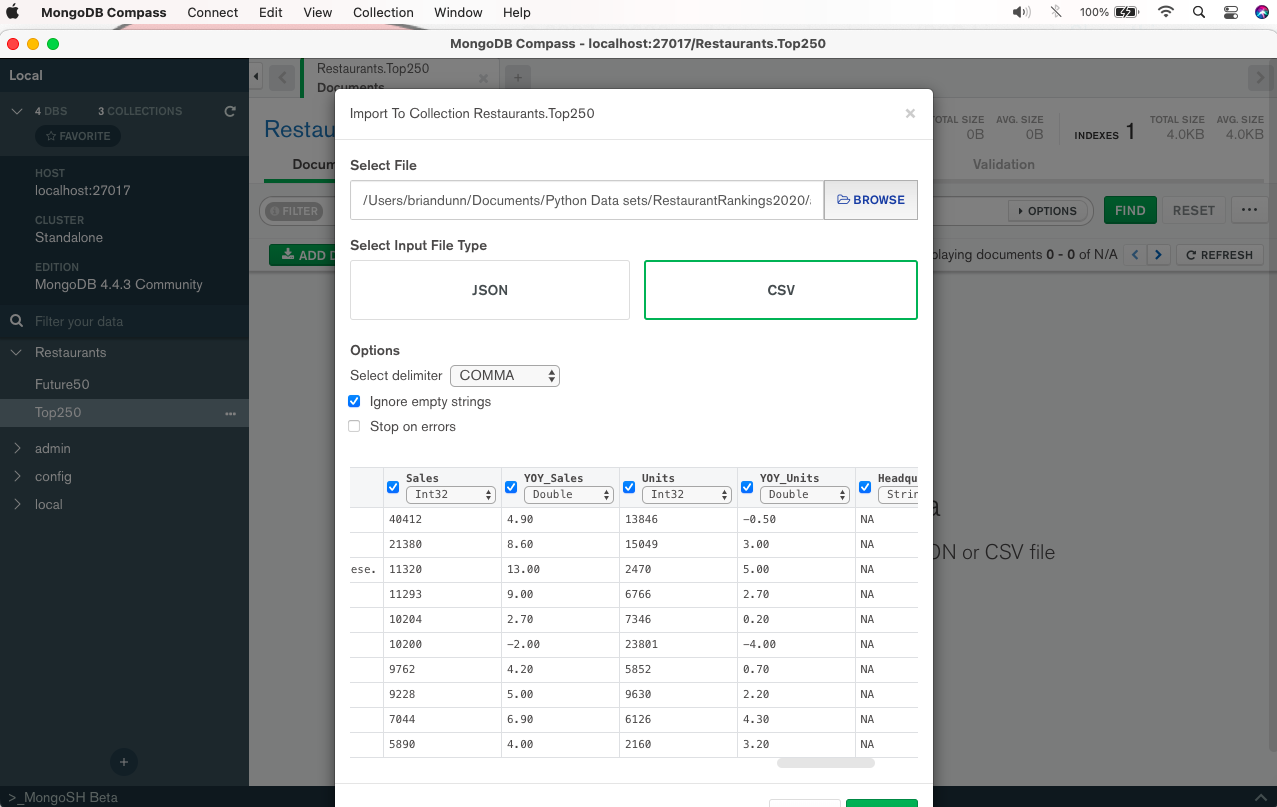 MongoDB Compass Connect Edit View Collection Window Help 100%
MongoDB Compass - localhost:27017/Restaurants.Top250
Local
4 DBS 3 COLLECTIONS
FAVORITE
HOST
localhost:27017
CLUSTER
Standalone
EDITION
MongoDB 4.4.3 Community
Filter your data
Restaurants
Future50
Top250
admin
config
local
>_MongoSH Beta
Restaurants.Top250
Documents
Restau
TOTAL SIZE AVG. SIZE
0B 0B
INDEXES 1
TOTAL SIZE AVG. SIZE
4.0KB 4.0KB
Docum
Validation
FILTER
OPTIONS
FIND
RESET
ADD D
playing documents 0 - 0 of N/A
REFRESH
a
ON or CSV file
Import To Collection Restaurants.Top250
Select File
/Users/briandunn/Documents/Python Data sets/RestaurantRankings2020/
BROWSE
Select Input File Type
JSON CSV
Options
Select delimiter COMMA
Ignore empty strings
Stop on errors
Sales YOY_Sales Units YOY_Units Headqu
Int32 Double Int32 Double Strin
40412 4.90 13846 -0.50 NA
21380 8.60 15049 3.00 NA
ese. 11320 13.00 2470 5.00 NA
11293 9.00 6766 2.70 NA
10204 2.70 7346 0.20 NA
10200 -2.00 23801 -4.00 NA
9762 4.20 5852 0.70 NA
9228 5.00 9630 2.20 NA
7044 6.90 6126 4.30 NA
5890 4.00 2160 3.20 NA